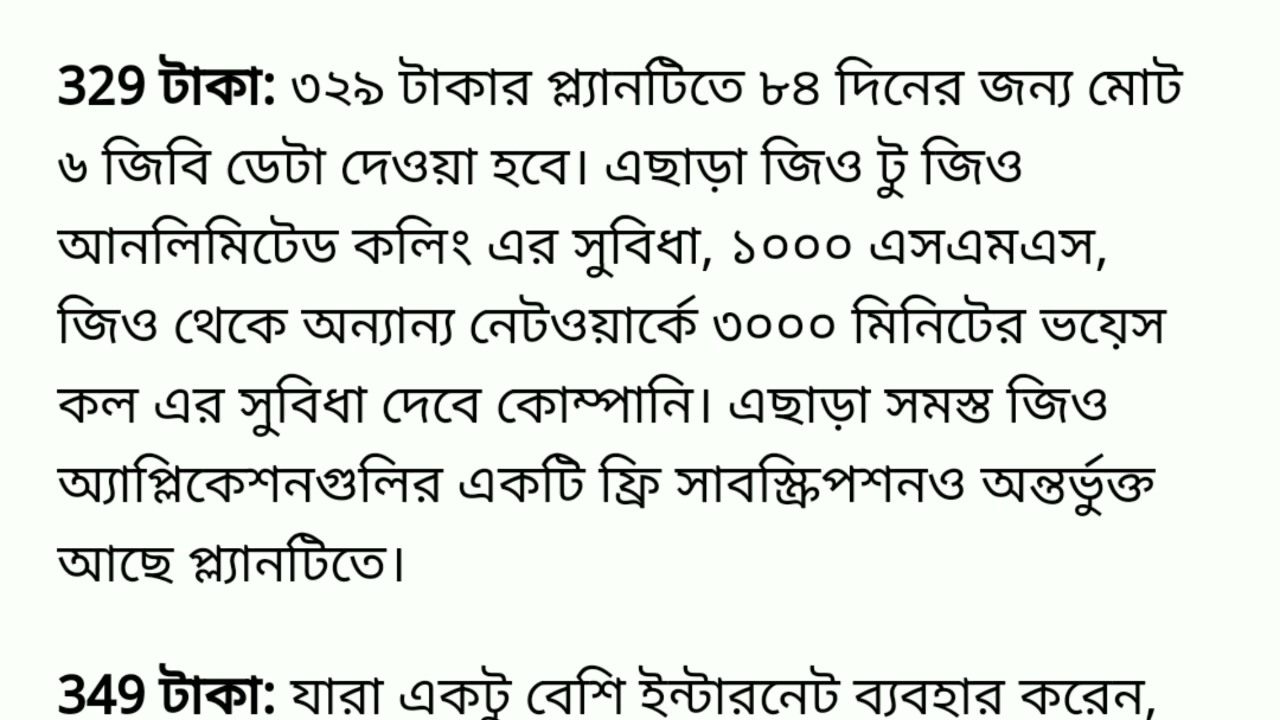 329 টাকা: ৩২৯ টাকার প্ল্যানটিতে ৮৪ দিনের জন্য মোট
৬ জিবি ডেটা দেওয়া হবে। এছাড়া জিও টু জিও
আনলিমিটেড কলিং এর সুবিধা, ১০০০ এসএমএস,
জিও থেকে অন্যান্য নেটওয়ার্কে ৩০০০ মিনিটের ভয়েস
কল এর সুবিধা দেবে কোম্পানি। এছাড়া সমস্ত জিও
অ্যাপ্লিকেশনগুলির একটি ফ্রি সাবস্ক্রিপশনও অন্তর্ভুক্ত
আছে প্ল্যানটিতে।
349 টাকা: যারা একটু বেশি ইন্টারনেট ব্যবহার করেন,